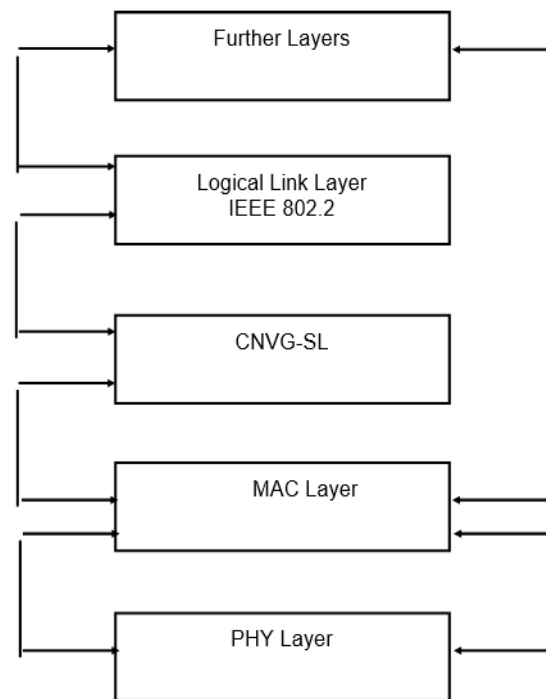 Further Layers
Logical Link Layer
IEEE 802.2
CNVG-SL
MAC Layer
PHY Layer